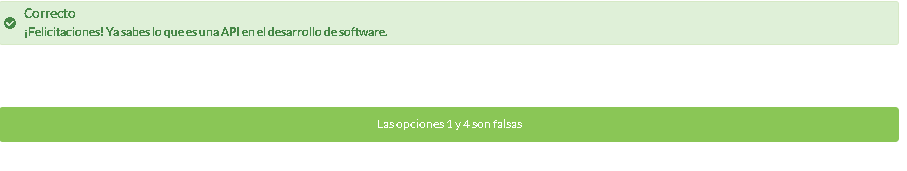 Correcto
¡Felicitaciones! Ya sabes lo que es una API en el desarrollo de software.
Las opciones 1 y 4 son falsas